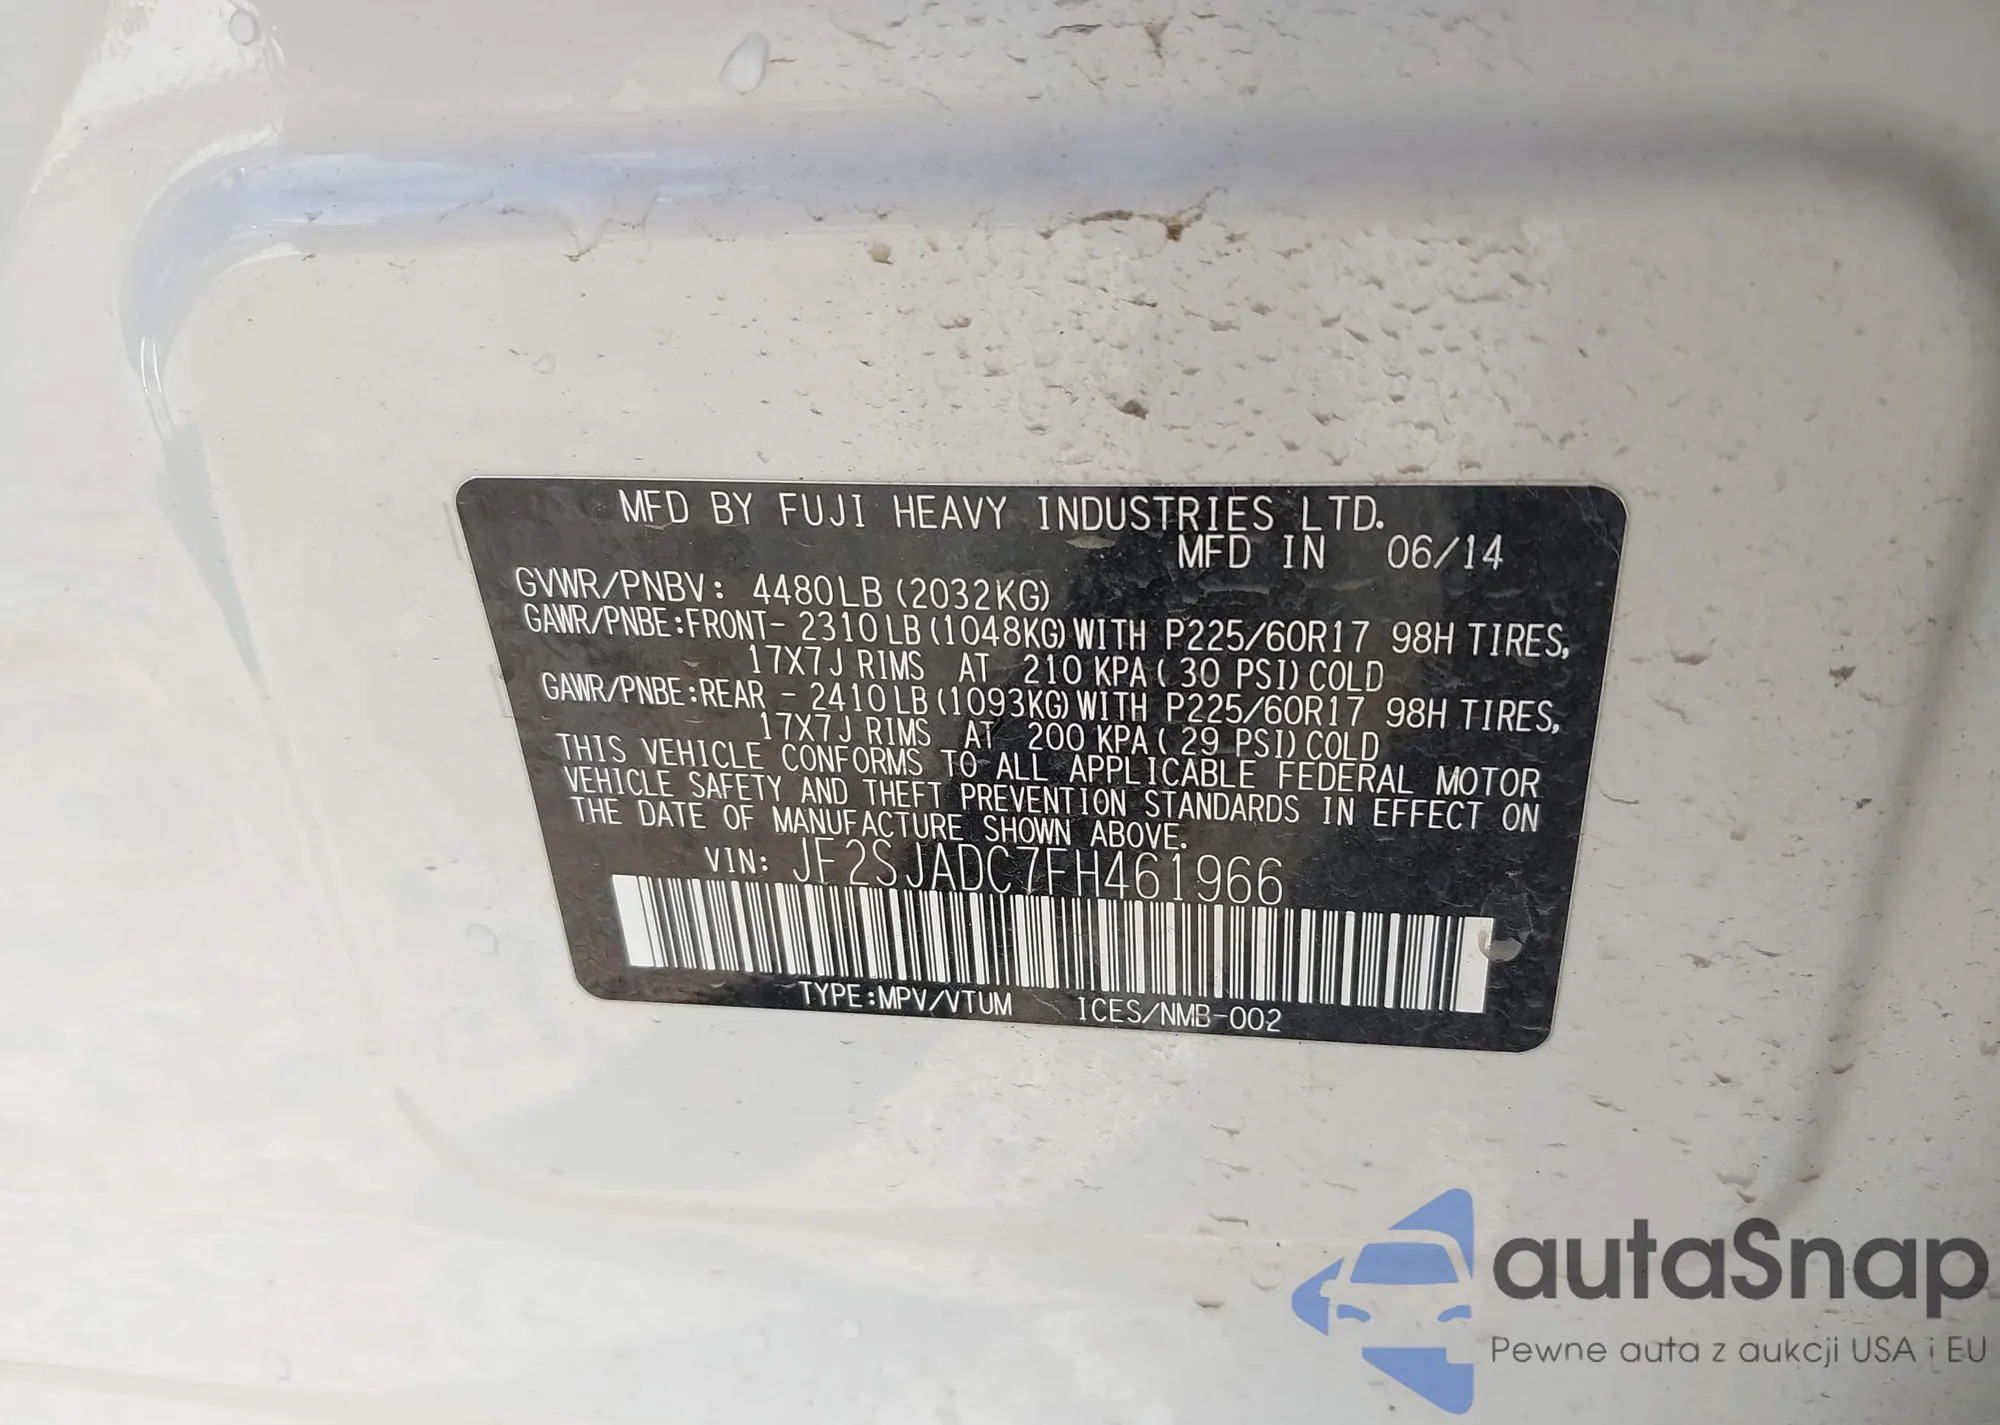 MFD BY FUJI HEAVY INDUSTRIES LTD.
MFD IN 06/14
GVWR/PNBV: 4480LB (2032KG)
GAWR/PNBE:FRONT- 2310LB(1048KG)WITH P225/60R17 98H TIRES,
17X7J RIMS AT 210 KPA( 30 PSI)COLD
GAWR/PNBE:REAR - 2410LB(1093KG)WITH P225/60R17 98H TIRES,
17X7J RIMS AT 200 KPA( 29 PSI)COLD
THIS VEHICLE CONFORMS TO ALL APPLICABLE FEDERAL MOTOR
VEHICLE SAFETY AND THEFT PREVENTION STANDARDS IN EFFECT ON
THE DATE OF MANUFACTURE SHOWN ABOVE.
VIN: JF2SJADC7FH461966
TYPE:MPV/VTUM ICES/NMB-002
autaSnap
Pewne auta z aukcji USA i EU